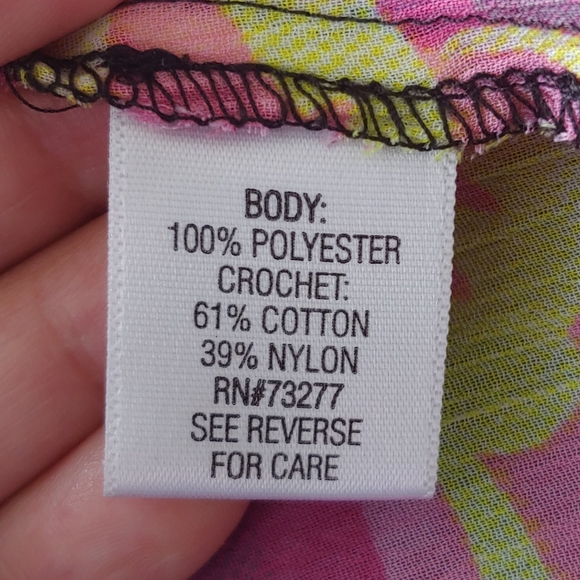 BODY:
100% POLYESTER
CROCHET:
61% COTTON
39% NYLON
RN#73277
SEE REVERSE
FOR CARE